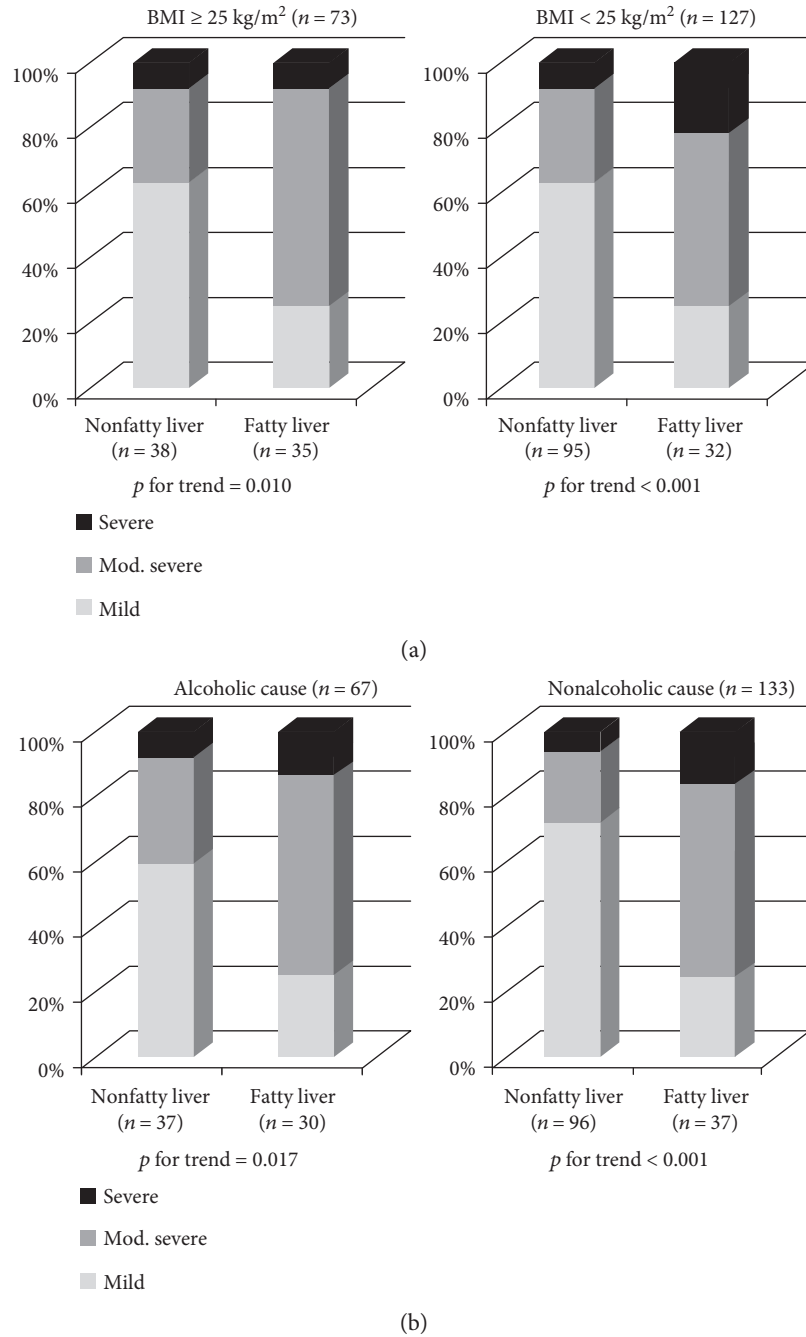 BMI ≥ 25 kg/m² (n = 73)
100%
80%
60%
40%
20%
0%
Nonfatty liver
(n = 38)
Fatty liver
(n = 35)
p for trend = 0.010
BMI < 25 kg/m² (n = 127)
100%
80%
60%
40%
20%
0%
Nonfatty liver
(n = 95)
Fatty liver
(n = 32)
p for trend < 0.001
Severe
Mod. severe
Mild
(a)
Alcoholic cause (n = 67)
100%
80%
60%
40%
20%
0%
Nonfatty liver
(n = 37)
Fatty liver
(n = 30)
p for trend = 0.017
Nonalcoholic cause (n = 133)
100%
80%
60%
40%
20%
0%
Nonfatty liver
(n = 96)
Fatty liver
(n = 37)
p for trend < 0.001
Severe
Mod. severe
Mild
(b)